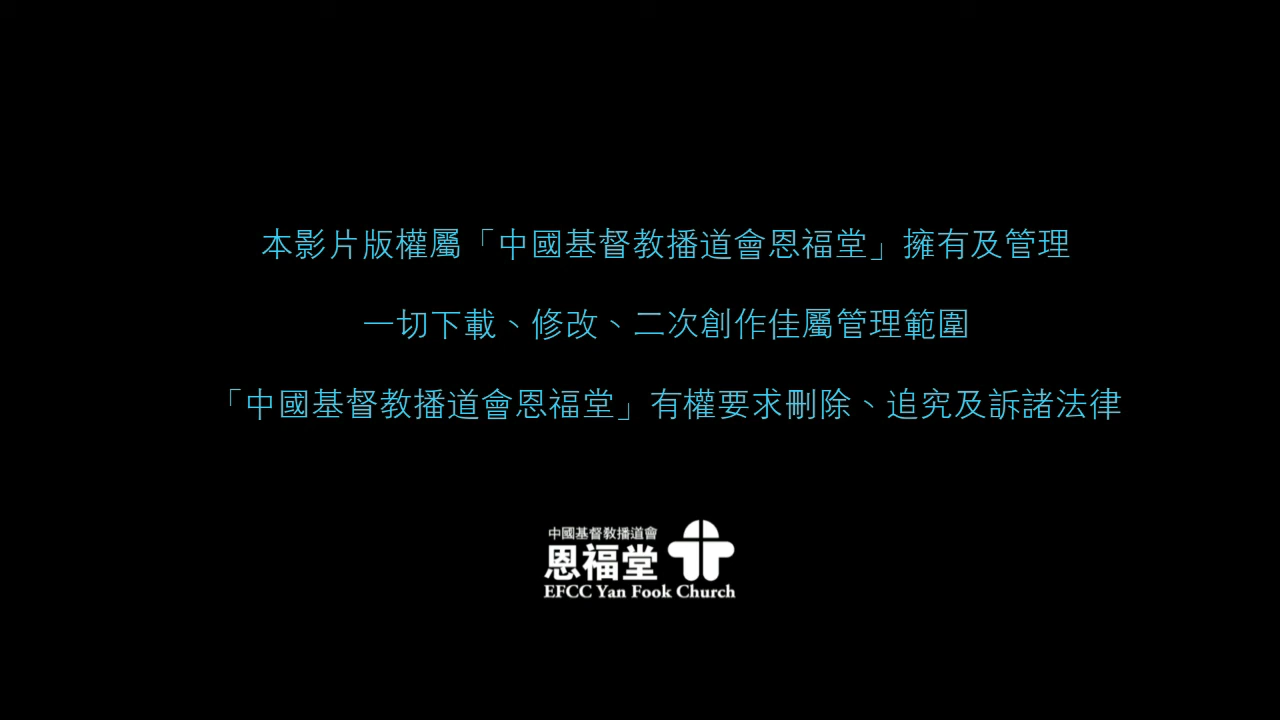 本影片版權屬「中國基督教播道會恩福堂」擁有及管理
一切下載、修改、二次創作佳屬管理範圍
「中國基督教播道會恩福堂」有權要求刪除、追究及訴諸法律
中國基督教播道會
恩福堂
EFCC Yan Fook Church